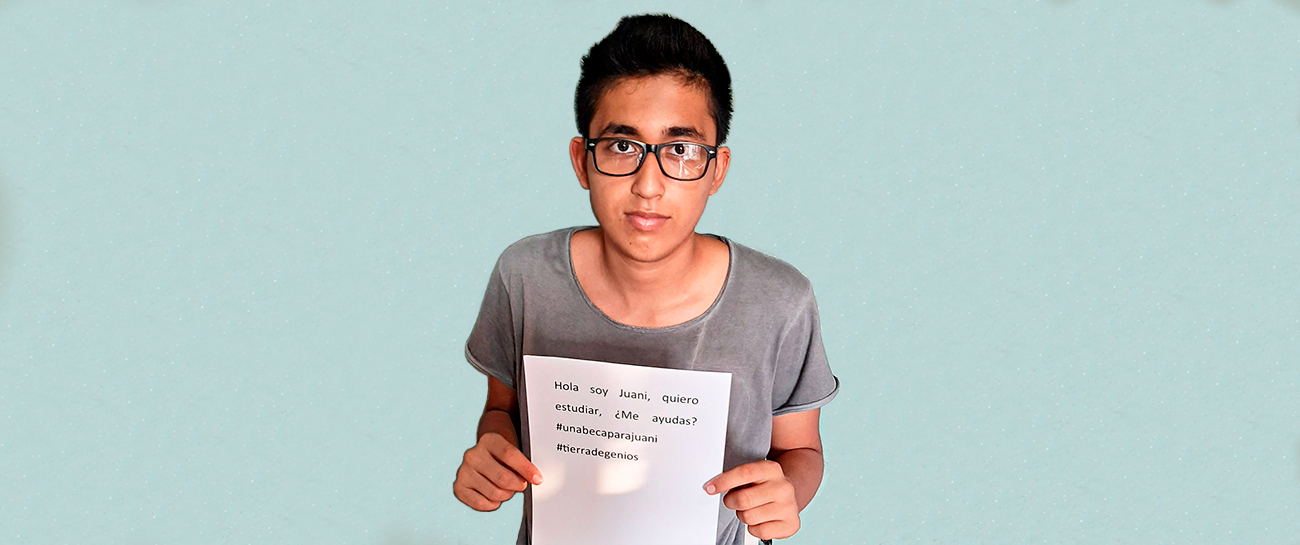 Hola soy Juani, quiero
estudiar, ¿Me ayudas?
#unabecaparajuani
#tierradegenios